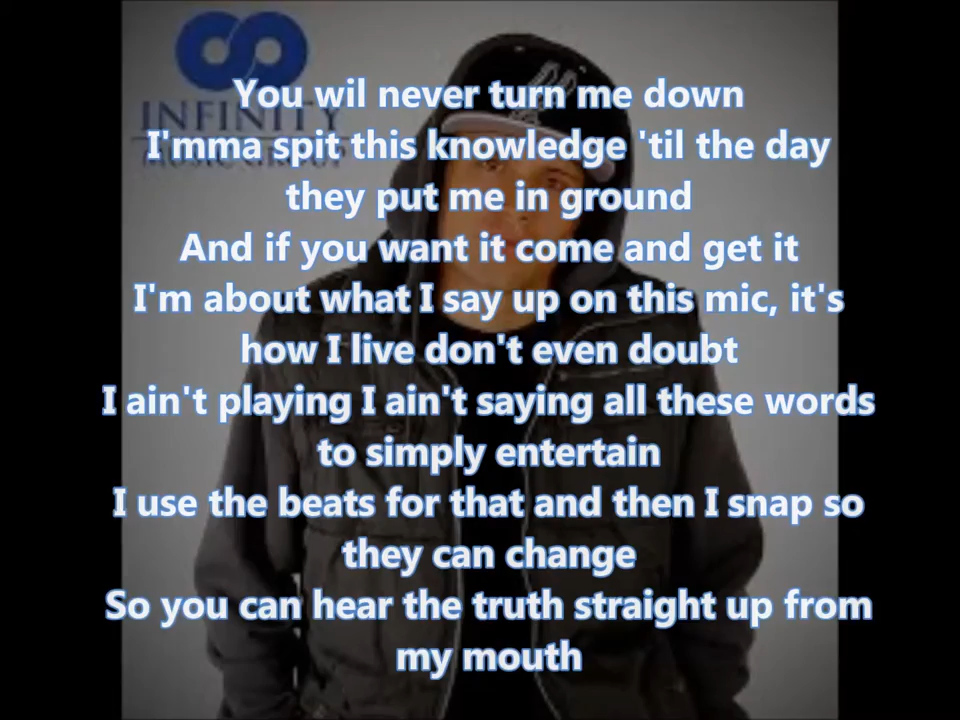 INFINITY
MUSIC GROUP
You wil never turn me down
I'mma spit this knowledge 'til the day
they put me in ground
And if you want it come and get it
I'm about what I say up on this mic, it's
how I live don't even doubt
I ain't playing I ain't saying all these words
to simply entertain
I use the beats for that and then I snap so
they can change
So you can hear the truth straight up from
my mouth